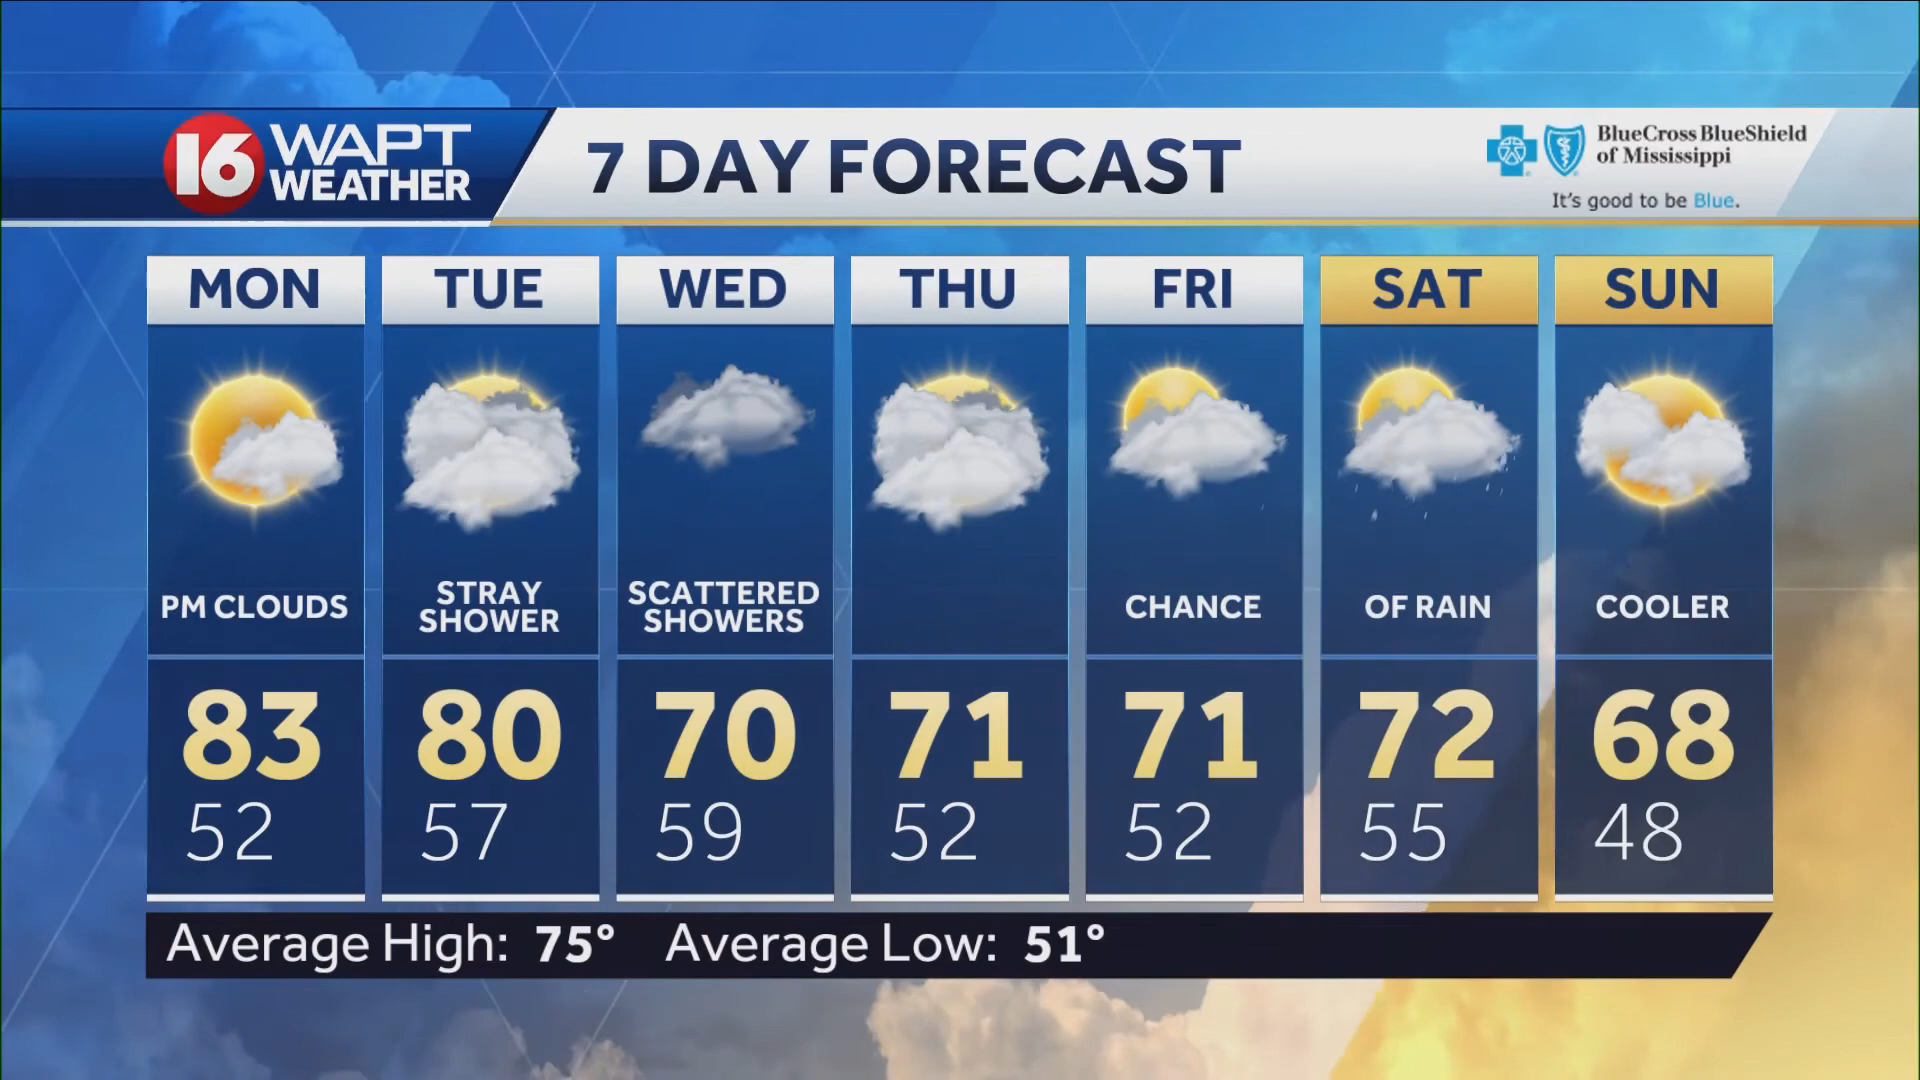 16 WAPT
WEATHER
7 DAY FORECAST
BlueCross BlueShield
of Mississippi
It's good to be Blue.
MON TUE WED THU FRI SAT SUN
PM CLOUDS
STRAY
SHOWER
SCATTERED
SHOWERS
CHANCE
OF RAIN
COOLER
83 80 70 71 71 72 68
52 57 59 52 52 55 48
Average High: 75° Average Low: 51°